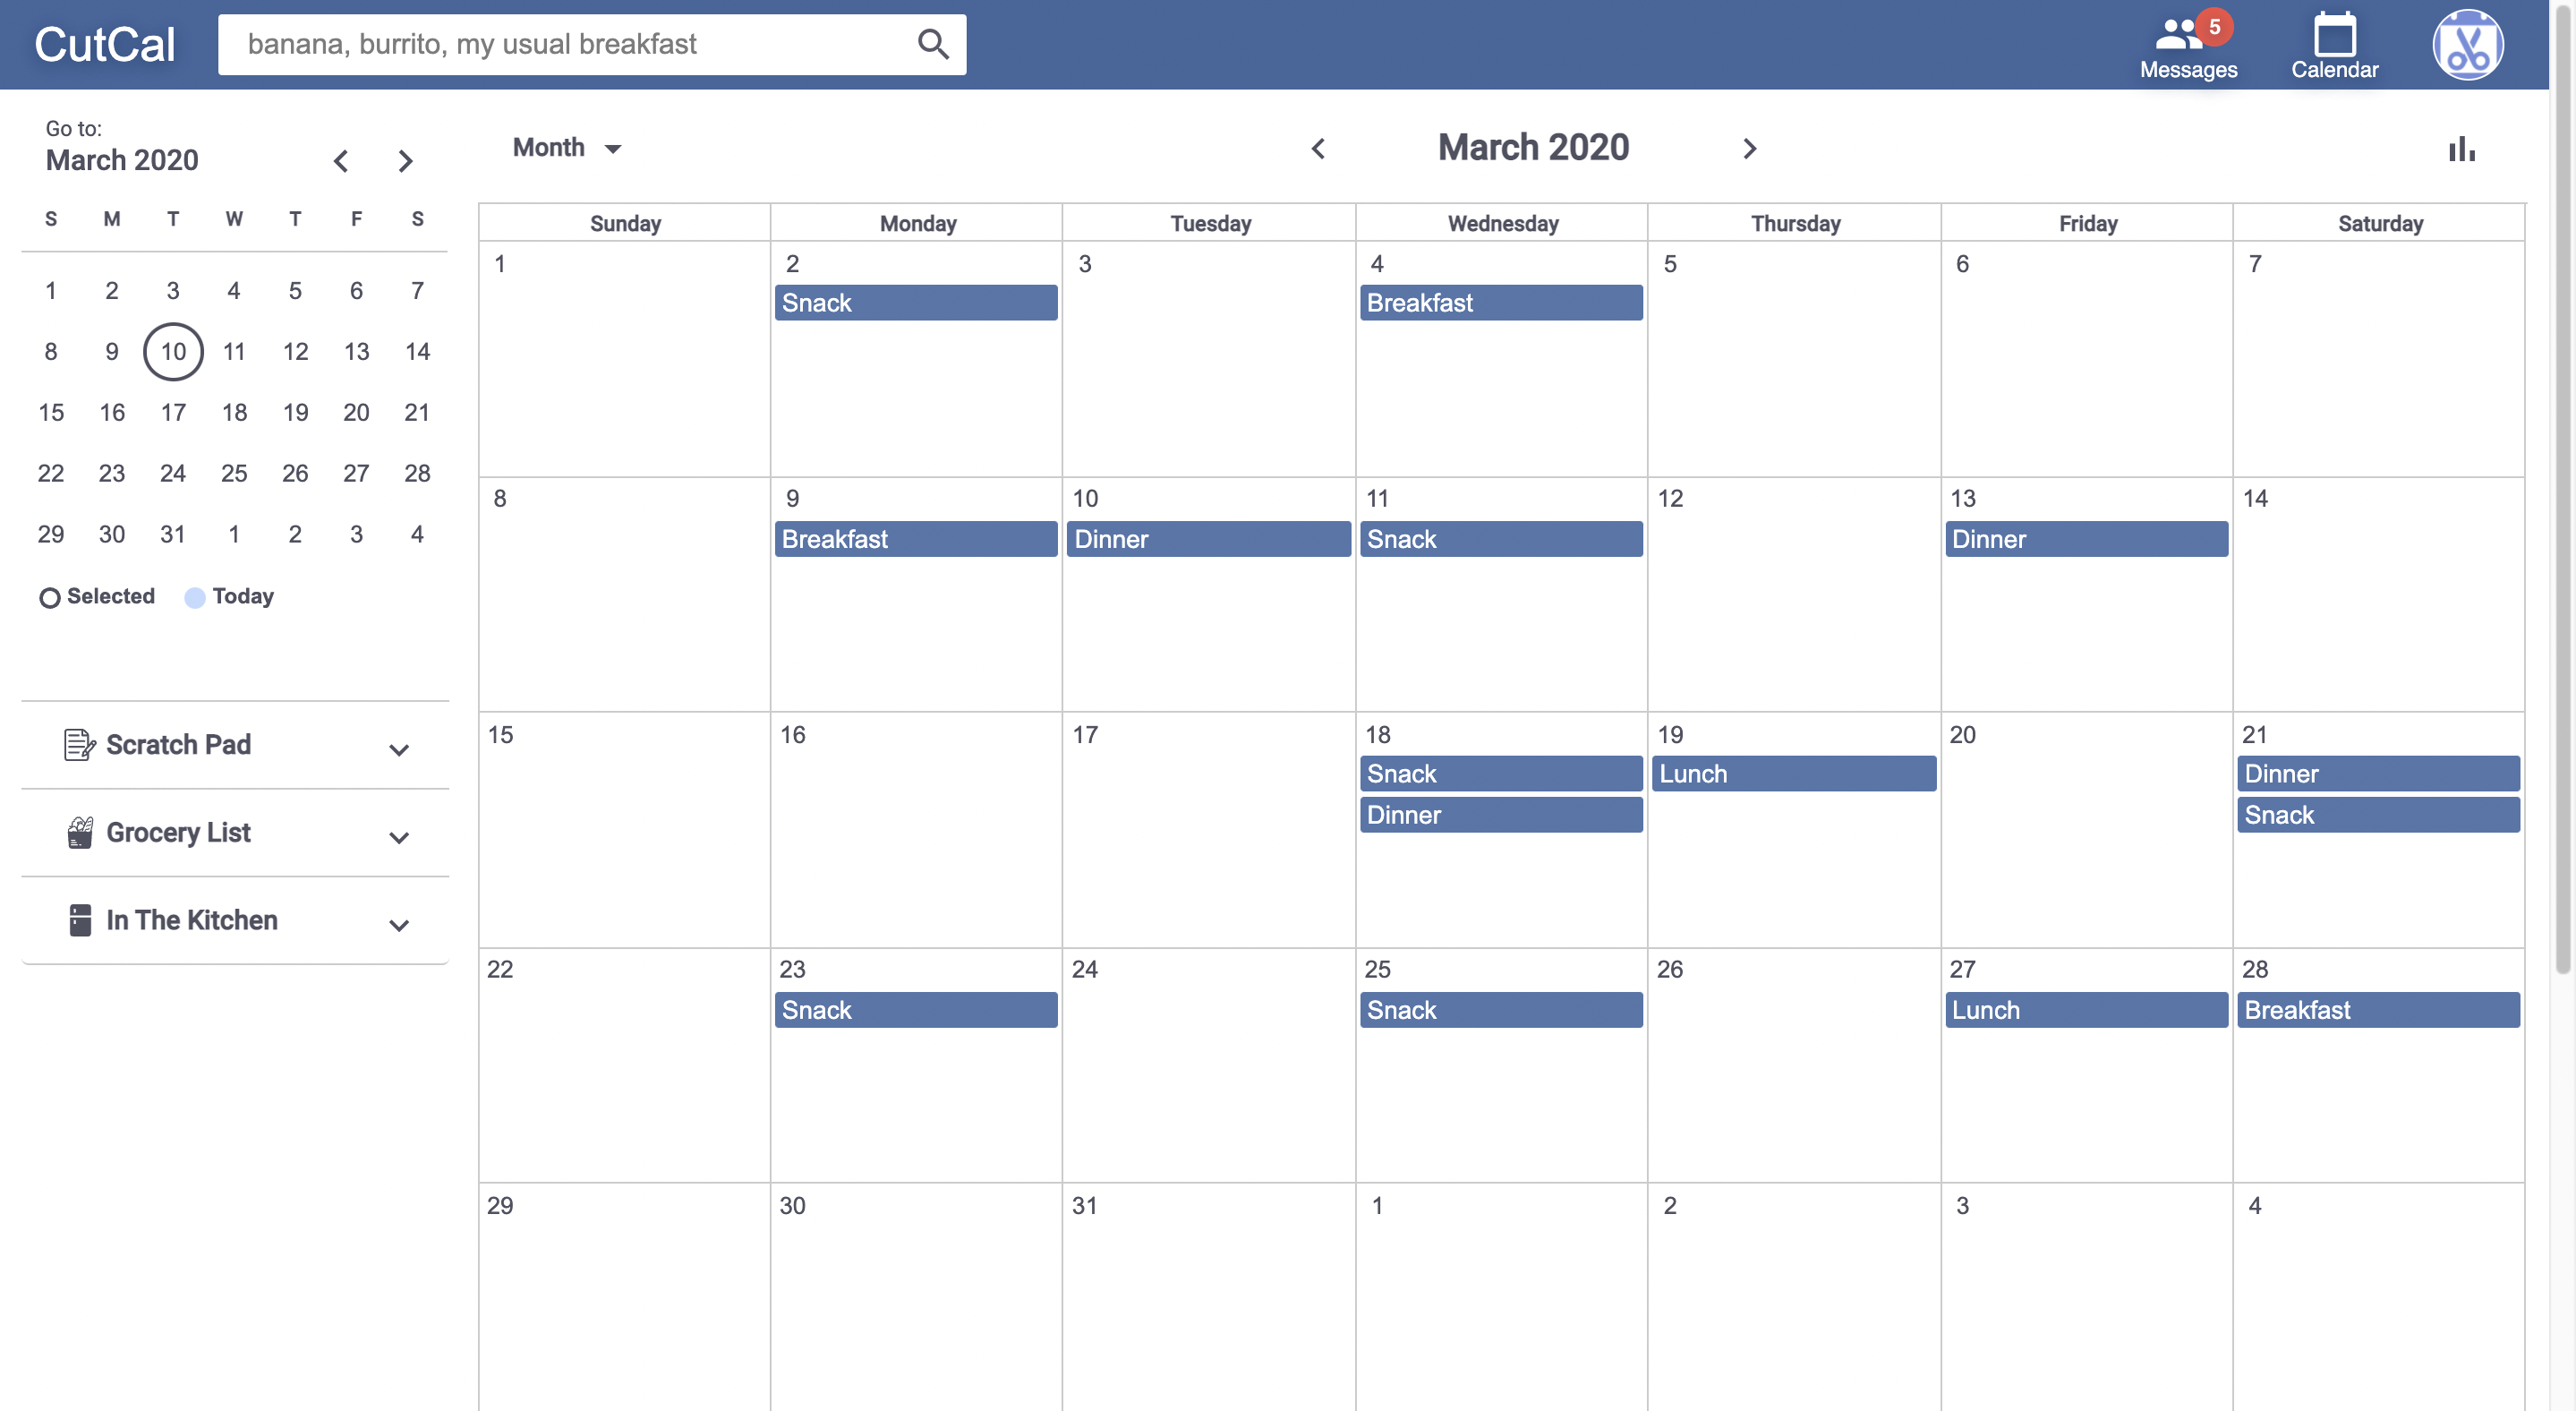 CutCal
banana, burrito, my usual breakfast
5
Messages
Calendar
Go to:
March 2020
S M T W T F S
1 2 3 4 5 6 7
8 9 10 11 12 13 14
15 16 17 18 19 20 21
22 23 24 25 26 27 28
29 30 31 1 2 3 4
Selected Today
Scratch Pad
Grocery List
In The Kitchen
Month
March 2020
Sunday Monday Tuesday Wednesday Thursday Friday Saturday
1 2 3 4 5 6 7
Snack Breakfast
8 9 10 11 12 13 14
Breakfast Dinner Snack Dinner
15 16 17 18 19 20 21
Snack Lunch Dinner
Dinner Snack
22 23 24 25 26 27 28
Snack Snack Lunch Breakfast
29 30 31 1 2 3 4